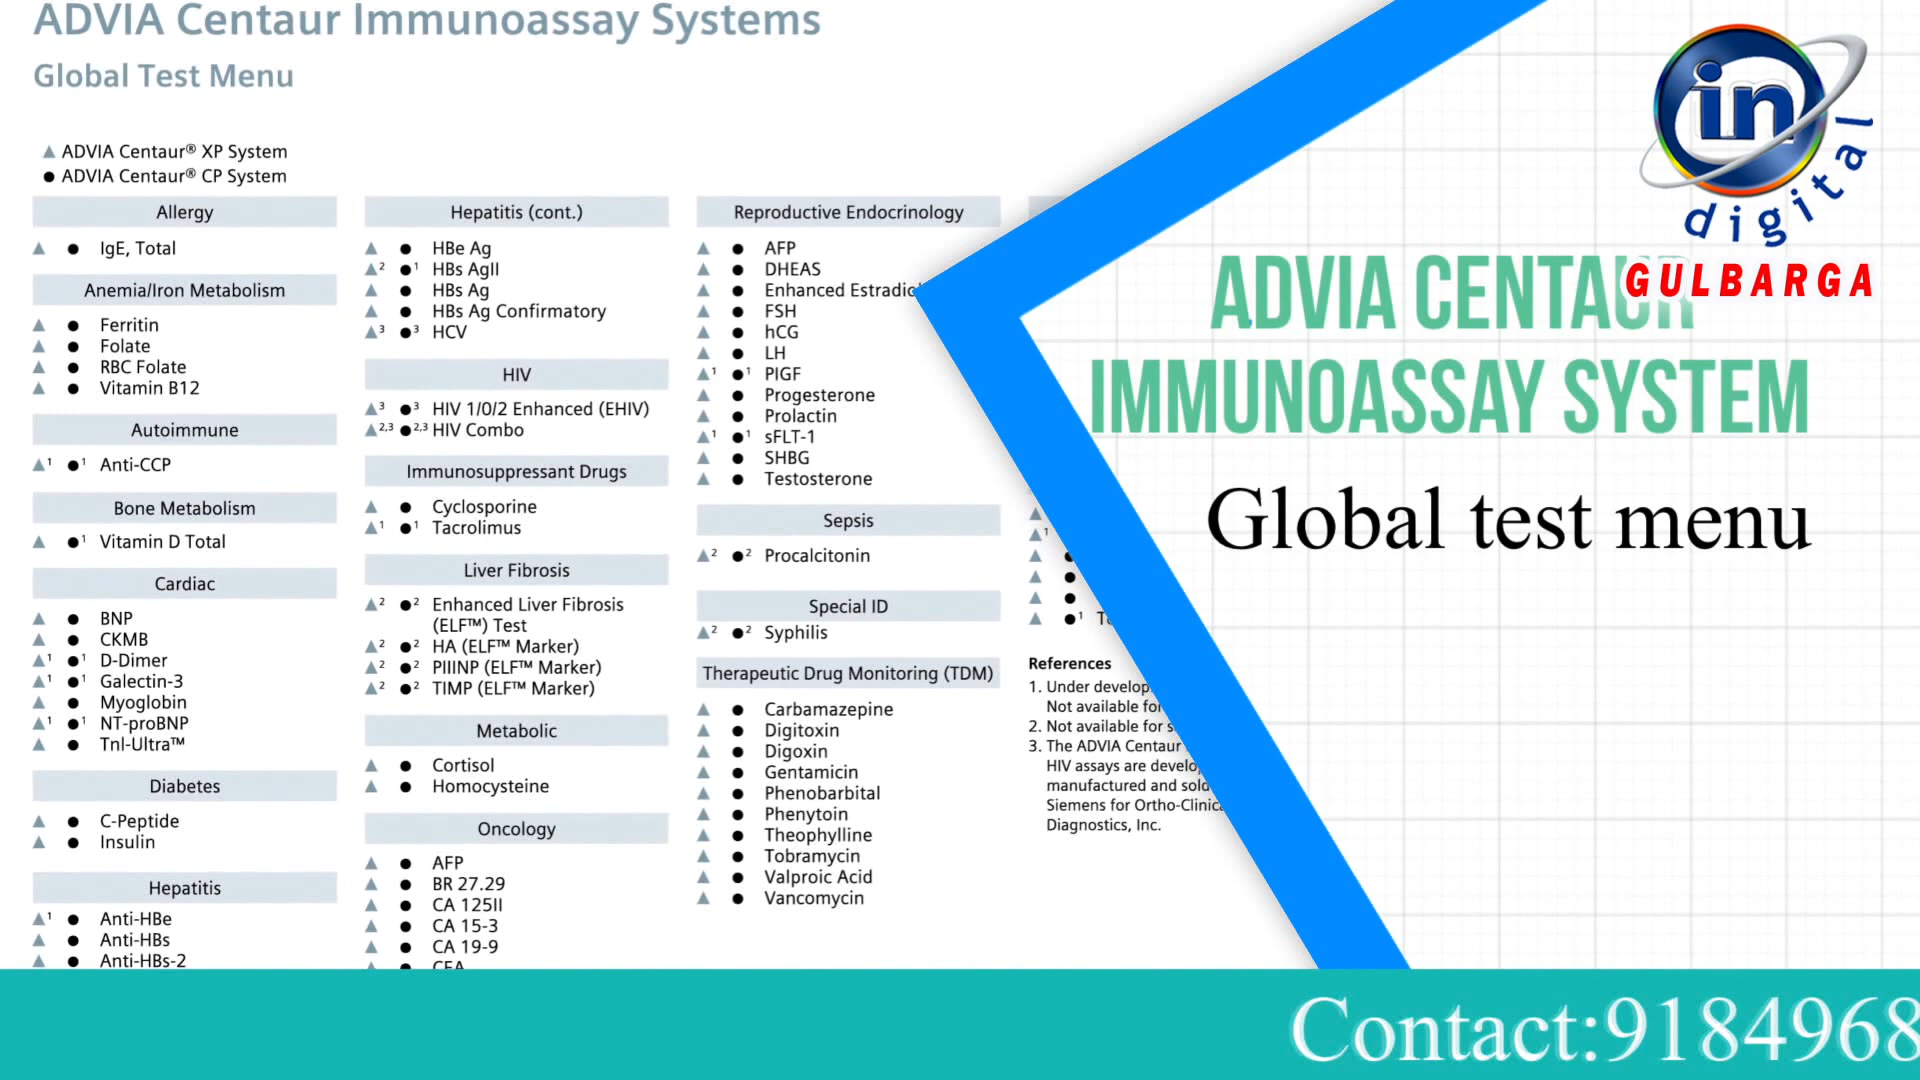 ADVIA Centaur Immunoassay Systems
Global Test Menu
▲ ADVIA Centaur® XP System
● ADVIA Centaur® CP System
Allergy
▲ ● IgE, Total
Anemia/Iron Metabolism
▲ ● Ferritin
▲ ● Folate
▲ ● RBC Folate
▲ ● Vitamin B12
Autoimmune
▲1 ●1 Anti-CCP
Bone Metabolism
▲ ●1 Vitamin D Total
Cardiac
▲ ● BNP
▲ ● CKMB
▲1 ●1 D-Dimer
▲1 ●1 Galectin-3
▲ ● Myoglobin
▲1 ●1 NT-proBNP
▲ ● TnI-Ultra™
Diabetes
▲ ● C-Peptide
▲ ● Insulin
Hepatitis
▲1 ● Anti-HBe
▲ ● Anti-HBs
▲ ● Anti-HBs-2
Hepatitis (cont.)
▲ ● HBe Ag
▲2 ●1 HBs AgII
▲ ● HBs Ag
▲ ● HBs Ag Confirmatory
▲3 ●3 HCV
HIV
▲3 ●3 HIV 1/0/2 Enhanced (EHIV)
▲2,3 ●2,3 HIV Combo
Immunosuppressant Drugs
▲ ● Cyclosporine
▲1 ●1 Tacrolimus
Liver Fibrosis
▲2 ●2 Enhanced Liver Fibrosis
(ELF™) Test
▲2 ●2 HA (ELF™ Marker)
▲2 ●2 PIIINP (ELF™ Marker)
▲2 ●2 TIMP (ELF™ Marker)
Metabolic
▲ ● Cortisol
▲ ● Homocysteine
Oncology
▲ ● AFP
▲ ● BR 27.29
▲ ● CA 125II
▲ ● CA 15-3
▲ ● CA 19-9
▲ ● CEA
Reproductive Endocrinology
▲ ● AFP
▲ ● DHEAS
▲ ● Enhanced
▲ ● FSH
▲ ● hCG
▲ ● LH
▲1 ●1 PIGF
▲ ● Progesterone
▲ ● Prolactin
▲1 ●1 sFLT-1
▲ ● SHBG
▲ ● Testosterone
Sepsis
▲2 ●2 Procalcitonin
Special ID
▲2 ●2 Syphilis
Therapeutic Drug Monitoring (TDM)
▲ ● Carbamazepine
▲ ● Digitoxin
▲ ● Digoxin
▲ ● Gentamicin
▲ ● Phenobarbital
▲ ● Phenytoin
▲ ● Theophylline
▲ ● Tobramycin
▲ ● Valproic Acid
▲ ● Vancomycin
References
1. Under
Not available for
2. Not available for
3. The ADVIA Centaur
HIV assays are
manufactured and sold
Siemens for
Diagnostics, Inc.
in
digital
GULBARGA
ADVIA CENTAUR
IMMUNOASSAY SYSTEM
Global test menu
Contact:9184968